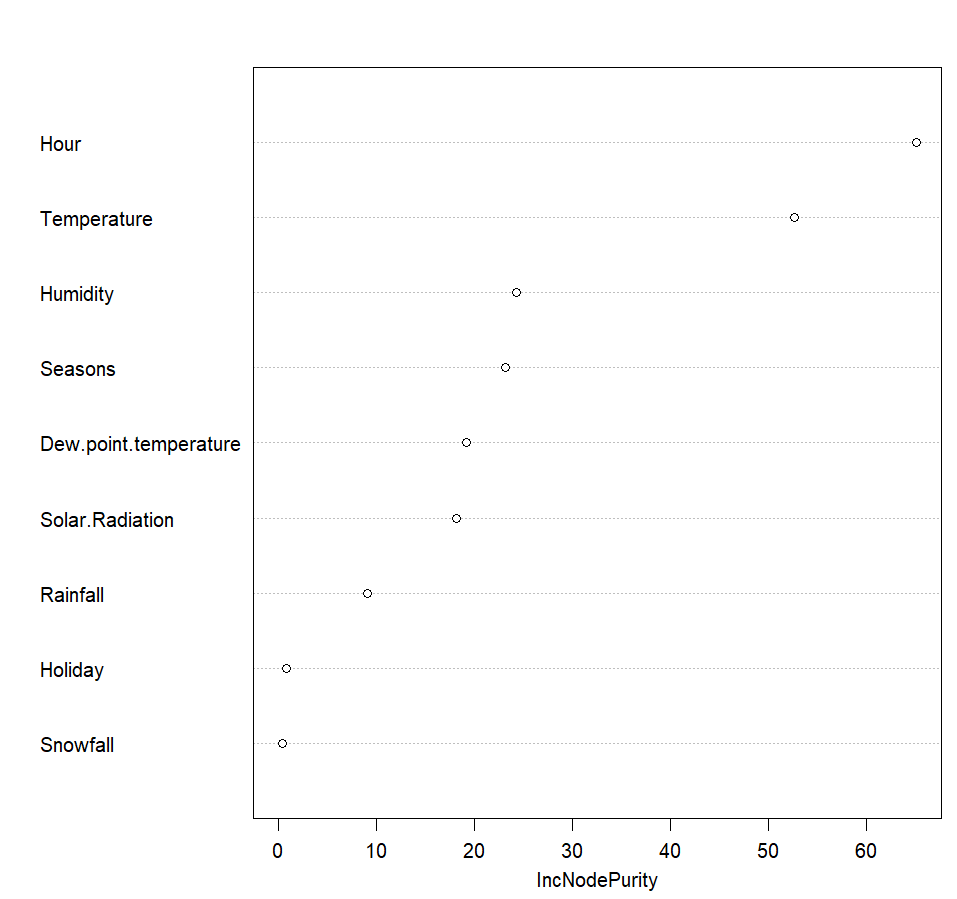 Hour
Temperature
Humidity
Seasons
Dew.point.temperature
Solar.Radiation
Rainfall
Holiday
Snowfall
0 10 20 30 40 50 60
IncNodePurity